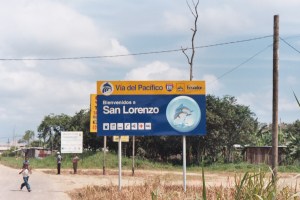 Vía del Pacífico
Bienvenidos a
San Lorenzo